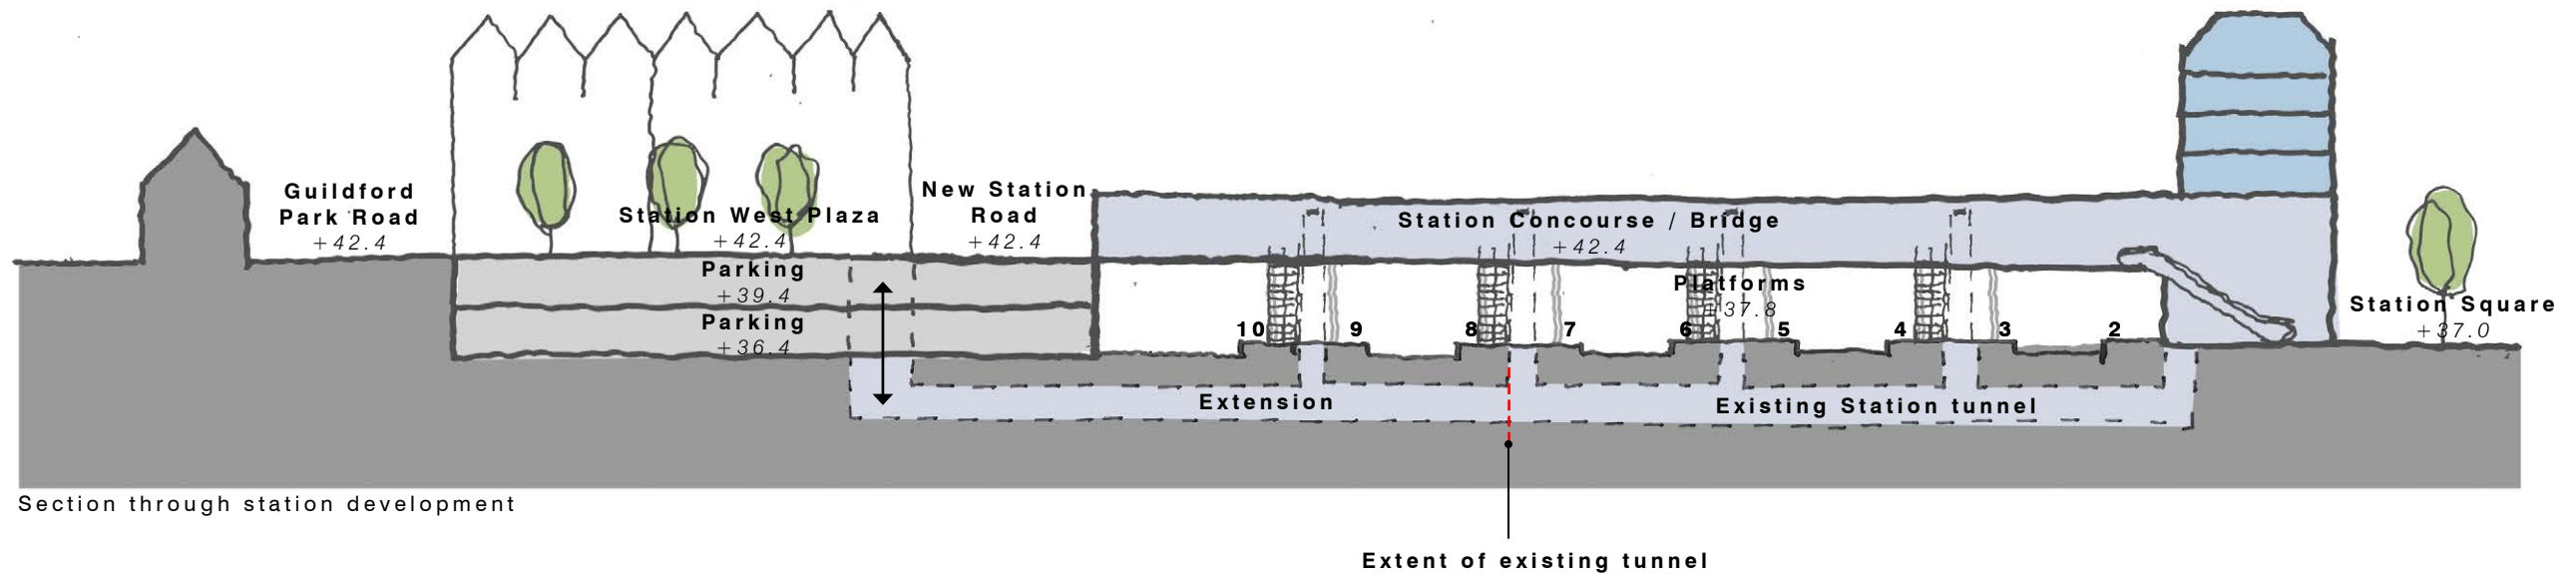 Guildford
Park Road
+42.4
Station West Plaza
+42.4
New Station
Road
+42.4
Station Concourse / Bridge
+42.4
Parking
+39.4
Parking
+36.4
Platforms
+37.8
10 9 8 7 6 5 4 3 2
Station Square
+37.0
Extension
Existing Station tunnel
Section through station development
Extent of existing tunnel